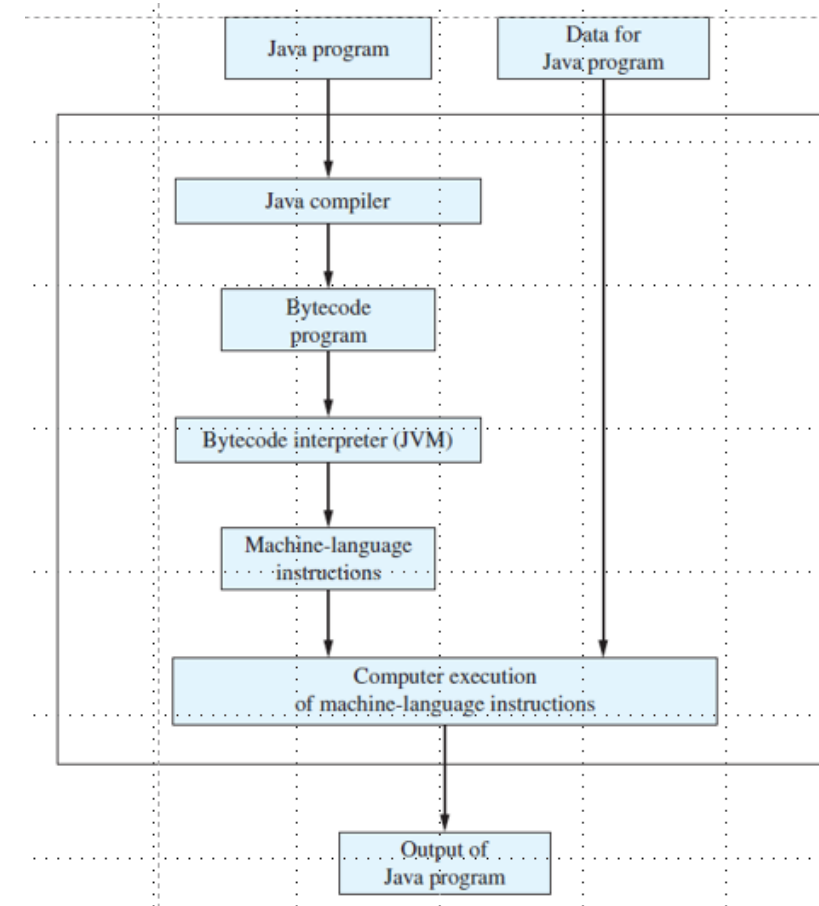 Java program
Data for
Java program
Java compiler
Bytecode
program
Bytecode interpreter (JVM)
Machine-language
instructions
Computer execution
of machine-language instructions
Output of
Java program